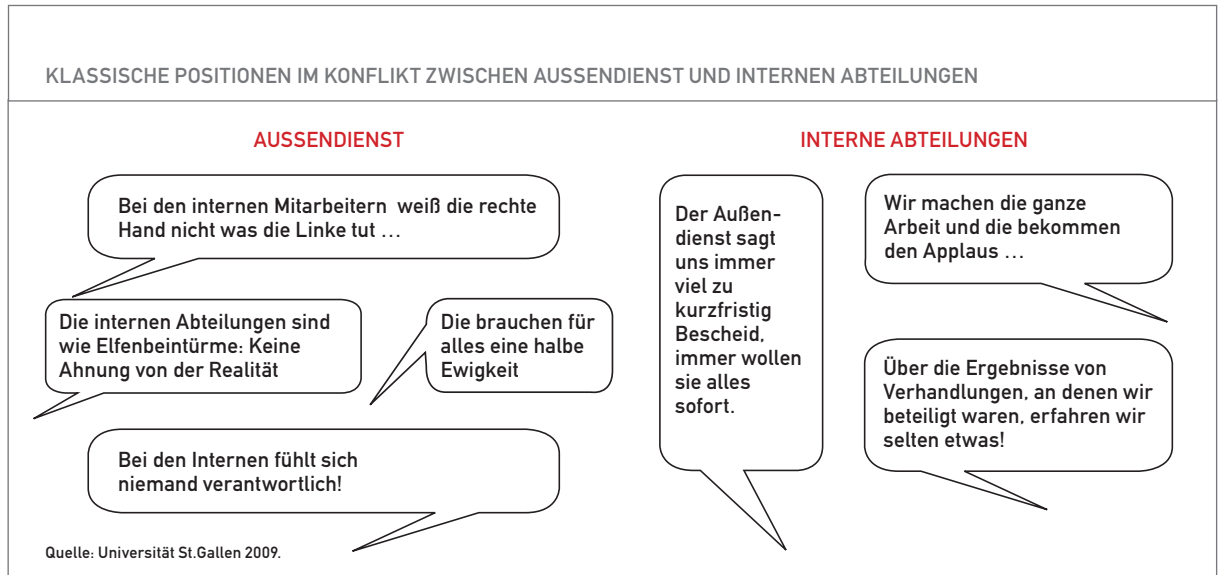 KLASSISCHE POSITIONEN IM KONFLIKT ZWISCHEN AUSSENDIENST UND INTERNEN ABTEILUNGEN
AUSSENDIENST
Bei den internen Mitarbeitern weiß die rechte
Hand nicht was die Linke tut …
Die internen Abteilungen sind
wie Elfenbeintürme: Keine
Ahnung von der Realität
Die brauchen für
alles eine halbe
Ewigkeit
Bei den Internen fühlt sich
niemand verantwortlich!
INTERNE ABTEILUNGEN
Der Außen-
dienst sagt
uns immer
viel zu
kurzfristig
Bescheid,
immer wollen
sie alles
sofort.
Wir machen die ganze
Arbeit und die bekommen
den Applaus …
Über die Ergebnisse von
Verhandlungen, an denen wir
beteiligt waren, erfahren wir
selten etwas!
Quelle: Universität St.Gallen 2009.